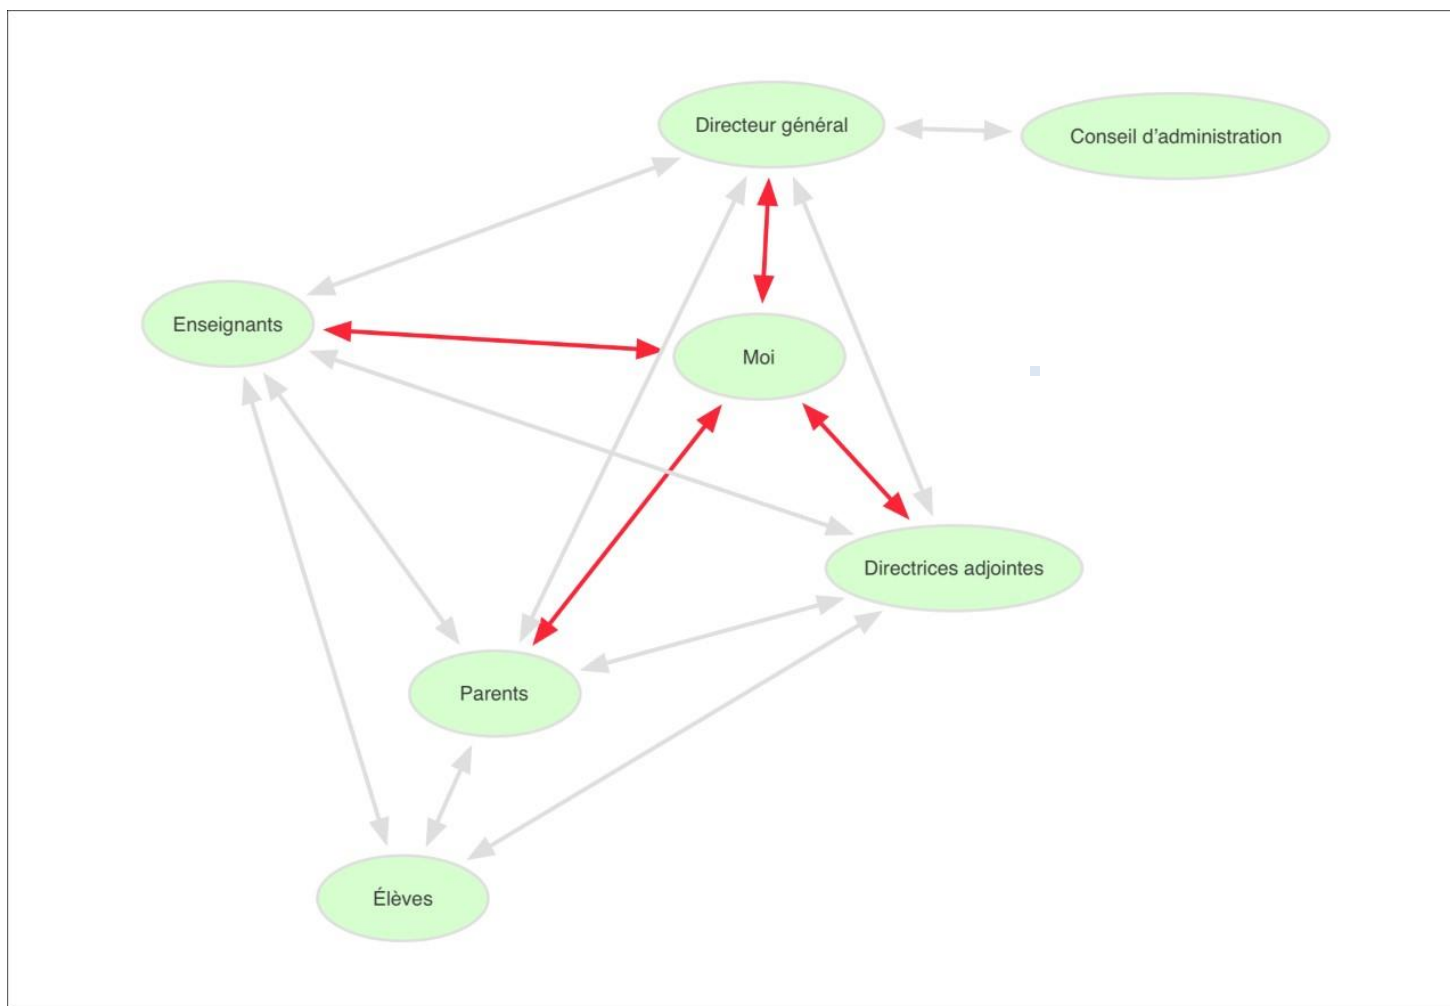 Directeur général
Conseil d’administration
Enseignants
Moi
Directrices adjointes
Parents
Élèves